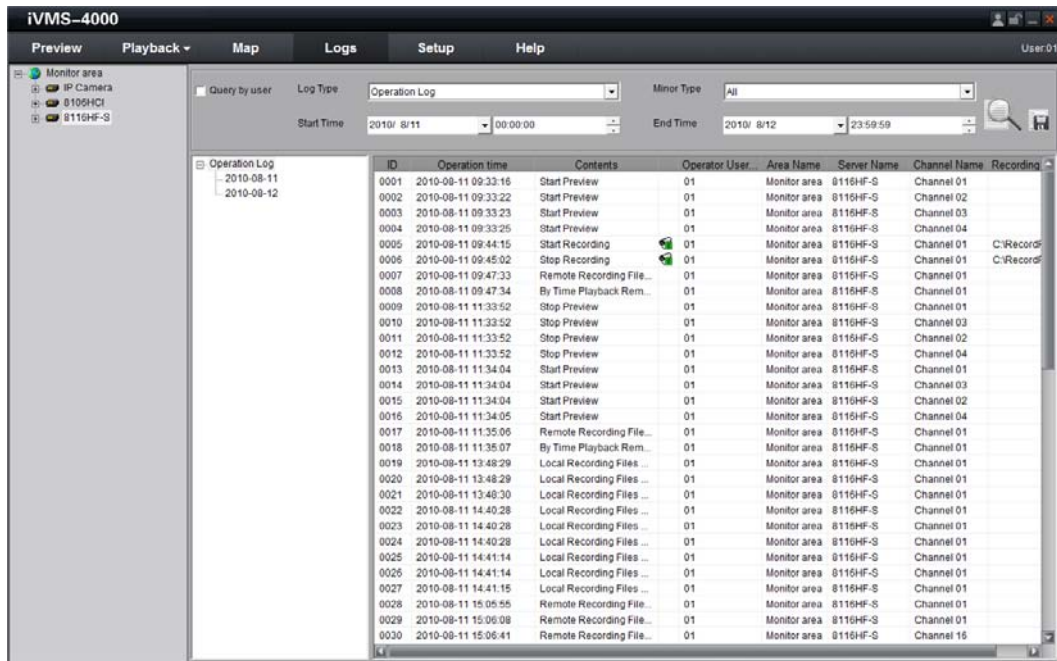 iVMS-4000
Preview Playback Map Logs Setup Help User:01
Monitor area
IP Camera
8106HCI
8116HF-S
Query by user Log Type Operation Log Minor Type All
Start Time 2010/ 8/11 00:00:00 End Time 2010/ 8/12 23:59:59
Operation Log
2010-08-11
2010-08-12
ID Operation time Contents Operator User... Area Name Server Name Channel Name Recording
0001 2010-08-11 09:33:16 Start Preview 01 Monitor area 8116HF-S Channel 01
0002 2010-08-11 09:33:22 Start Preview 01 Monitor area 8116HF-S Channel 02
0003 2010-08-11 09:33:23 Start Preview 01 Monitor area 8116HF-S Channel 03
0004 2010-08-11 09:33:25 Start Preview 01 Monitor area 8116HF-S Channel 04
0005 2010-08-11 09:44:15 Start Recording 01 Monitor area 8116HF-S Channel 01 C:\RecordF
0006 2010-08-11 09:45:02 Stop Recording 01 Monitor area 8116HF-S Channel 01 C:\RecordF
0007 2010-08-11 09:47:33 Remote Recording File... 01 Monitor area 8116HF-S Channel 01
0008 2010-08-11 09:47:34 By Time Playback Rem... 01 Monitor area 8116HF-S Channel 01
0009 2010-08-11 11:33:52 Stop Preview 01 Monitor area 8116HF-S Channel 01
0010 2010-08-11 11:33:52 Stop Preview 01 Monitor area 8116HF-S Channel 03
0011 2010-08-11 11:33:52 Stop Preview 01 Monitor area 8116HF-S Channel 02
0012 2010-08-11 11:33:52 Stop Preview 01 Monitor area 8116HF-S Channel 04
0013 2010-08-11 11:34:04 Start Preview 01 Monitor area 8116HF-S Channel 01
0014 2010-08-11 11:34:04 Start Preview 01 Monitor area 8116HF-S Channel 03
0015 2010-08-11 11:34:04 Start Preview 01 Monitor area 8116HF-S Channel 02
0016 2010-08-11 11:34:05 Start Preview 01 Monitor area 8116HF-S Channel 04
0017 2010-08-11 11:35:06 Remote Recording File... 01 Monitor area 8116HF-S Channel 01
0018 2010-08-11 11:35:07 By Time Playback Rem... 01 Monitor area 8116HF-S Channel 01
0019 2010-08-11 13:48:29 Local Recording Files ... 01 Monitor area 8116HF-S Channel 01
0020 2010-08-11 13:48:29 Local Recording Files ... 01 Monitor area 8116HF-S Channel 01
0021 2010-08-11 13:48:30 Local Recording Files ... 01 Monitor area 8116HF-S Channel 01
0022 2010-08-11 14:40:28 Local Recording Files ... 01 Monitor area 8116HF-S Channel 01
0023 2010-08-11 14:40:28 Local Recording Files ... 01 Monitor area 8116HF-S Channel 01
0024 2010-08-11 14:40:28 Local Recording Files ... 01 Monitor area 8116HF-S Channel 01
0025 2010-08-11 14:41:14 Local Recording Files ... 01 Monitor area 8116HF-S Channel 01
0026 2010-08-11 14:41:14 Local Recording Files ... 01 Monitor area 8116HF-S Channel 01
0027 2010-08-11 14:41:15 Local Recording Files ... 01 Monitor area 8116HF-S Channel 01
0028 2010-08-11 15:05:55 Remote Recording File... 01 Monitor area 8116HF-S Channel 01
0029 2010-08-11 15:06:08 Remote Recording File... 01 Monitor area 8116HF-S Channel 01
0030 2010-08-11 15:06:41 Remote Recording File... 01 Monitor area 8116HF-S Channel 16